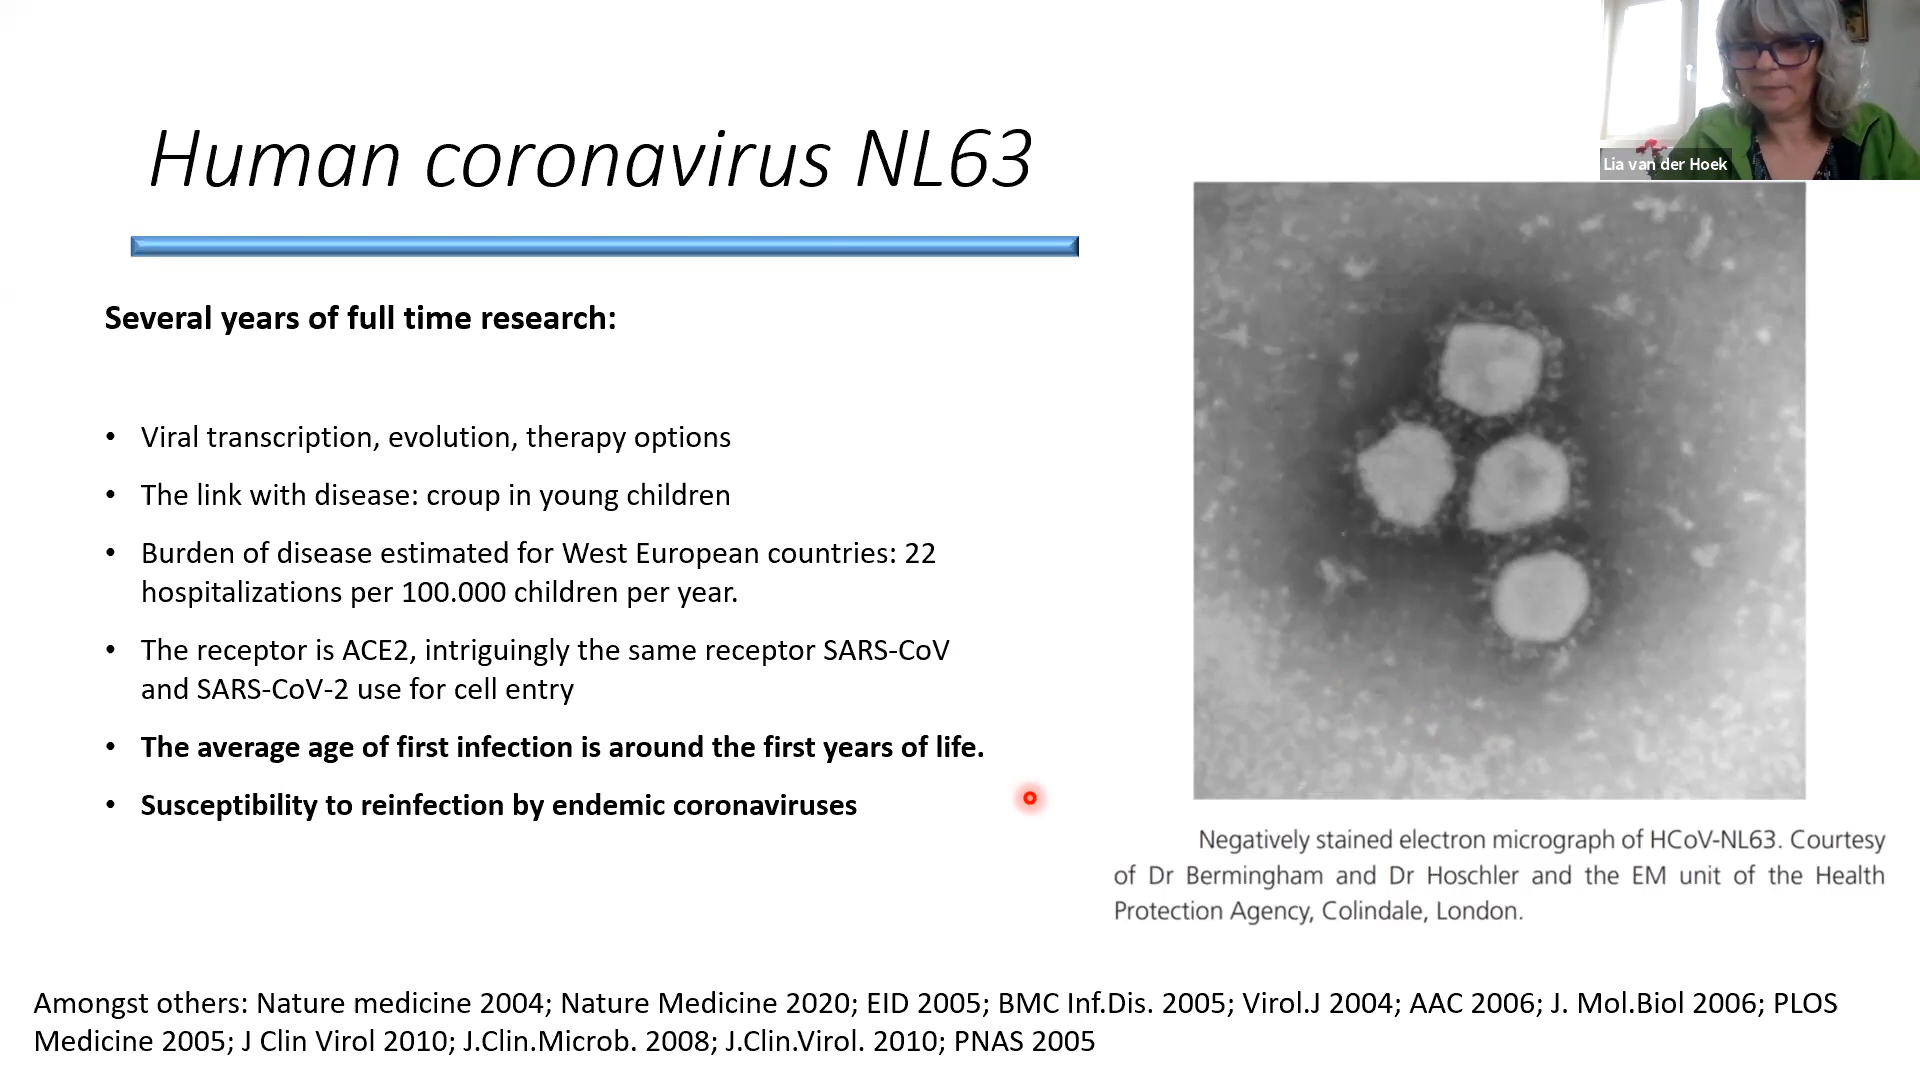 Lia van der Hoek
Human coronavirus NL63
Several years of full time research:
• Viral transcription, evolution, therapy options
• The link with disease: croup in young children
• Burden of disease estimated for West European countries: 22
hospitalizations per 100.000 children per year.
• The receptor is ACE2, intriguingly the same receptor SARS-CoV
and SARS-CoV-2 use for cell entry
• The average age of first infection is around the first years of life.
• Susceptibility to reinfection by endemic coronaviruses
Negatively stained electron micrograph of HCoV-NL63. Courtesy
of Dr Bermingham and Dr Hoschler and the EM unit of the Health
Protection Agency, Colindale, London.
Amongst others: Nature medicine 2004; Nature Medicine 2020; EID 2005; BMC Inf.Dis. 2005; Virol.J 2004; AAC 2006; J. Mol.Biol 2006; PLOS
Medicine 2005; J Clin Virol 2010; J.Clin.Microb. 2008; J.Clin.Virol. 2010; PNAS 2005